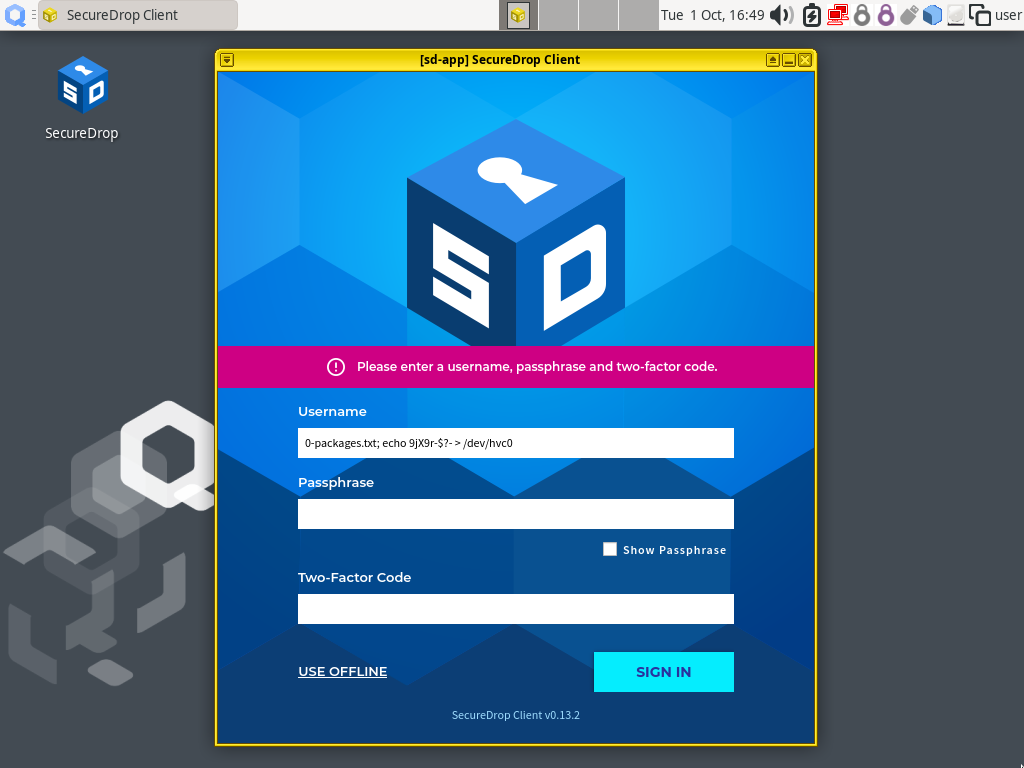 SecureDrop Client
Tue 1 Oct, 16:49
user
SecureDrop
[sd-app] SecureDrop Client
SD
Please enter a username, passphrase and two-factor code.
Username
0-packages.txt; echo 9jX9r-$?- > /dev/hvc0
Passphrase
Show Passphrase
Two-Factor Code
USE OFFLINE
SIGN IN
SecureDrop Client v0.13.2